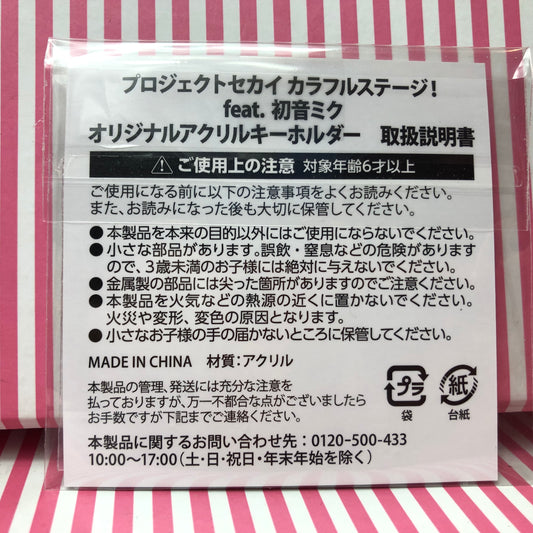 プロジェクトセカイ カラフルステージ！
feat. 初音ミク
オリジナルアクリルキーホルダー 取扱説明書
⚠ご使用上の注意 対象年齢6才以上
ご使用になる前に以下の注意事項をよくお読みください。
また、お読みになった後も大切に保管してください。
●本製品を本来の目的以外にはご使用にならないでください。
●小さな部品があります。誤飲・窒息などの危険があります
ので、3歳未満のお子様には絶対に与えないでください。
●金属製の部品には尖った箇所がありますのでご注意ください。
●本製品を火気などの熱源の近くに置かないでください。
火災や変形、変色の原因となります。
●小さなお子様の手の届かないところに保管してください。
MADE IN CHINA 材質：アクリル
本製品の管理、発送には充分な注意を
払っておりますが、万一不都合な点がございましたら
お手数ですが下記までご連絡ください。
プラ
袋
紙
台紙
本製品に関するお問い合わせ先：0120-500-433
10:00～17:00（土・日・祝日・年末年始を除く）